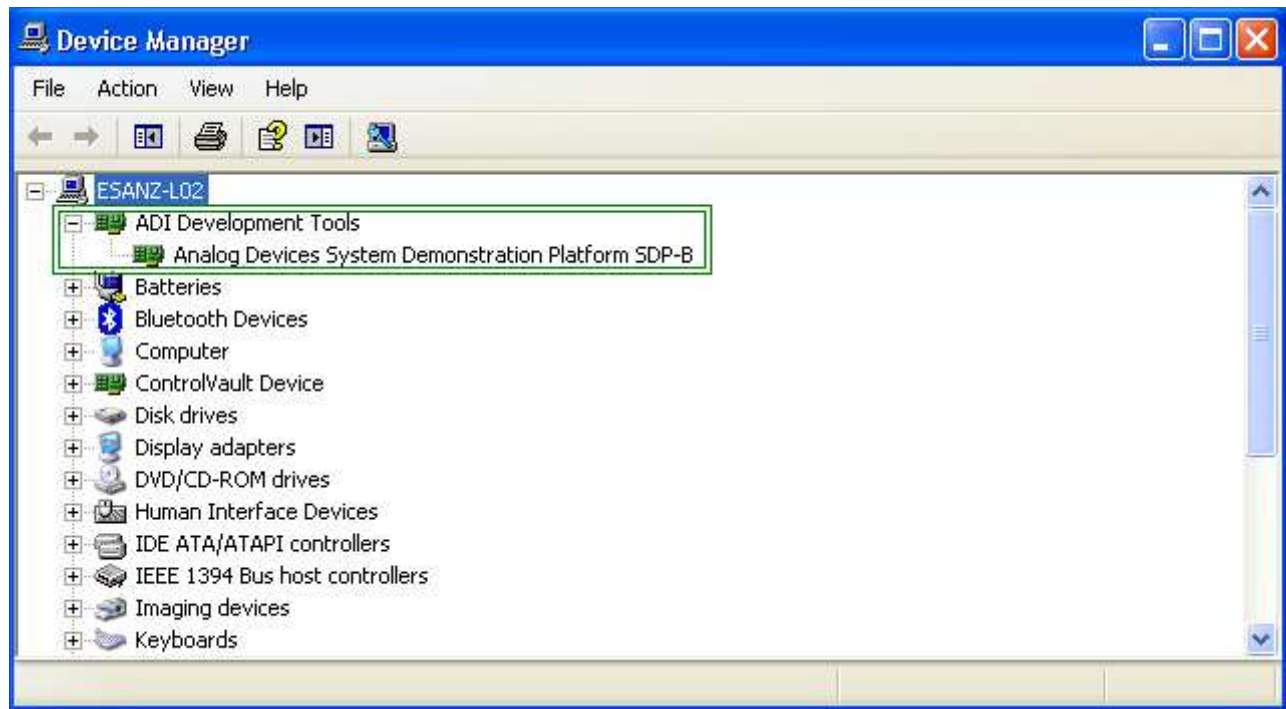 Device Manager
File Action View Help
ESANZ-L02
ADI Development Tools
Analog Devices System Demonstration Platform SDP-B
Batteries
Bluetooth Devices
Computer
ControlVault Device
Disk drives
Display adapters
DVD/CD-ROM drives
Human Interface Devices
IDE ATA/ATAPI controllers
IEEE 1394 Bus host controllers
Imaging devices
Keyboards